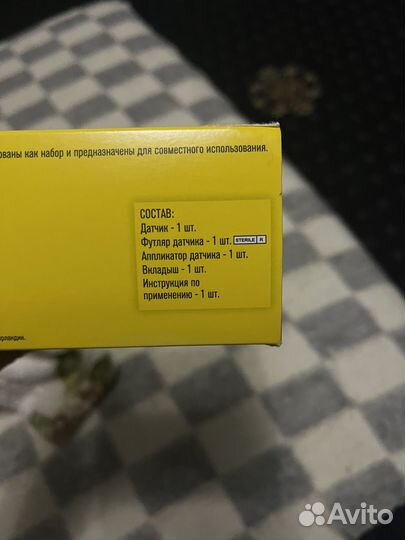 как набор и предназначены для совместного использования.
СОСТАВ:
Датчик - 1 шт.
Футляр датчика - 1 шт. STERILE R
Аппликатор датчика - 1 шт.
Вкладыш - 1 шт.
Инструкция по
применению - 1 шт.
Avito